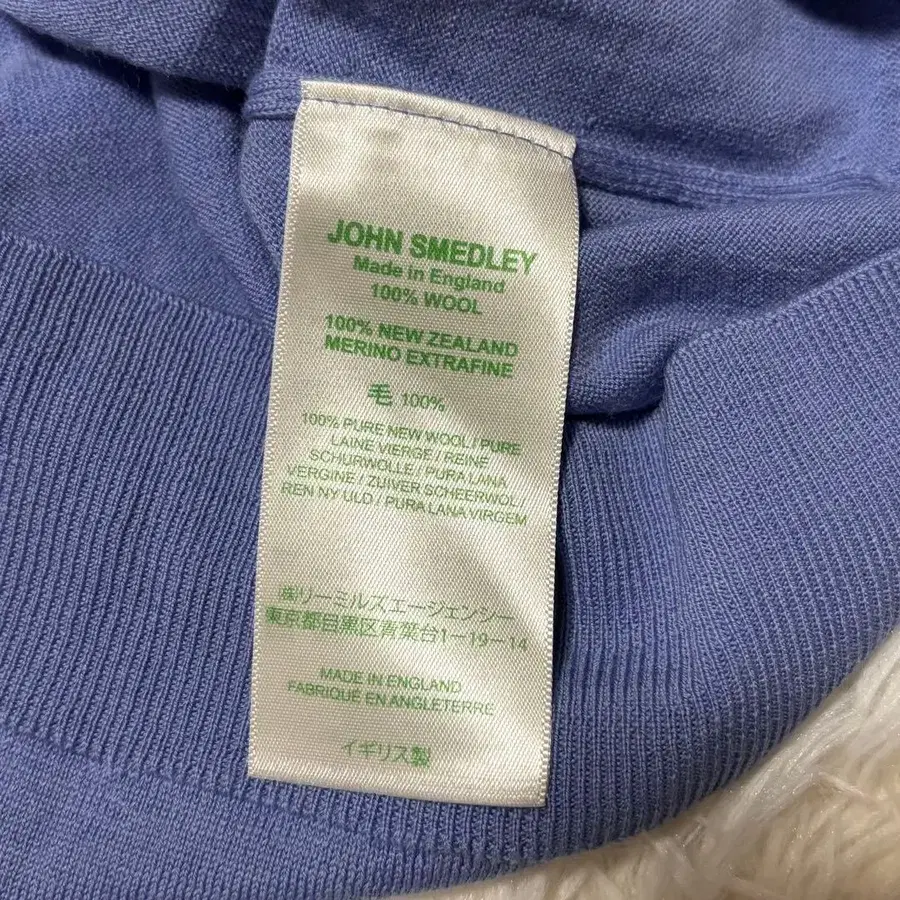 JOHN SMEDLEY
Made in England
100% WOOL
100% NEW ZEALAND
MERINO EXTRAFINE
毛 100%
100% PURE NEW WOOL / PURE
LAINE VIERGE / REINE
SCHURWOLLE / PURA LANA
VERGINE / ZUIVER SCHEERWOL /
REN NY ULD / PURA LANA VIRGEM
㈱リーミルズエージェンシー
東京都目黒区青葉台1-19-14
MADE IN ENGLAND
FABRIQUÉ EN ANGLETERRE
イギリス製